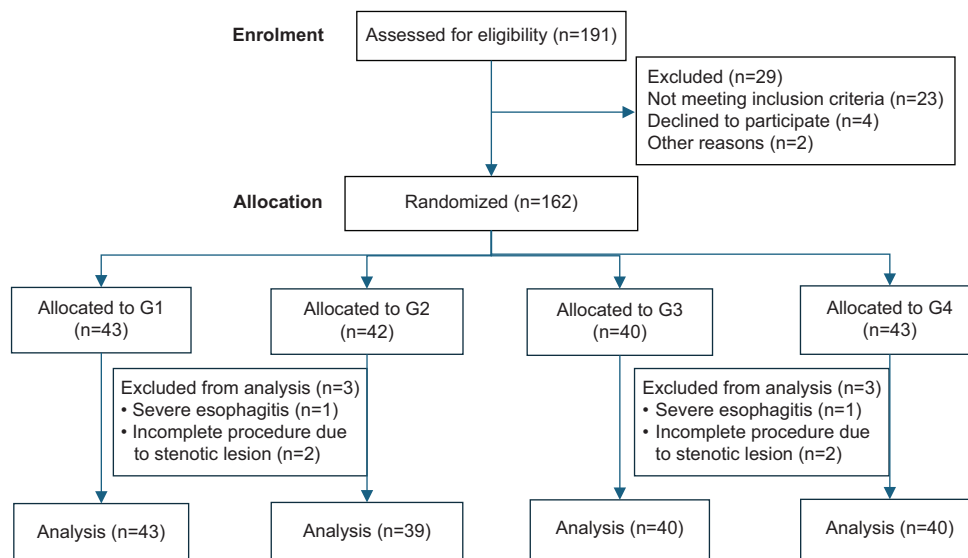 Enrolment
Assessed for eligibility (n=191)
Excluded (n=29)
Not meeting inclusion criteria (n=23)
Declined to participate (n=4)
Other reasons (n=2)
Allocation
Randomized (n=162)
Allocated to G1
(n=43)
Allocated to G2
(n=42)
Allocated to G3
(n=40)
Allocated to G4
(n=43)
Excluded from analysis (n=3)
• Severe esophagitis (n=1)
• Incomplete procedure due
to stenotic lesion (n=2)
Excluded from analysis (n=3)
• Severe esophagitis (n=1)
• Incomplete procedure due
to stenotic lesion (n=2)
Analysis (n=43)
Analysis (n=39)
Analysis (n=40)
Analysis (n=40)